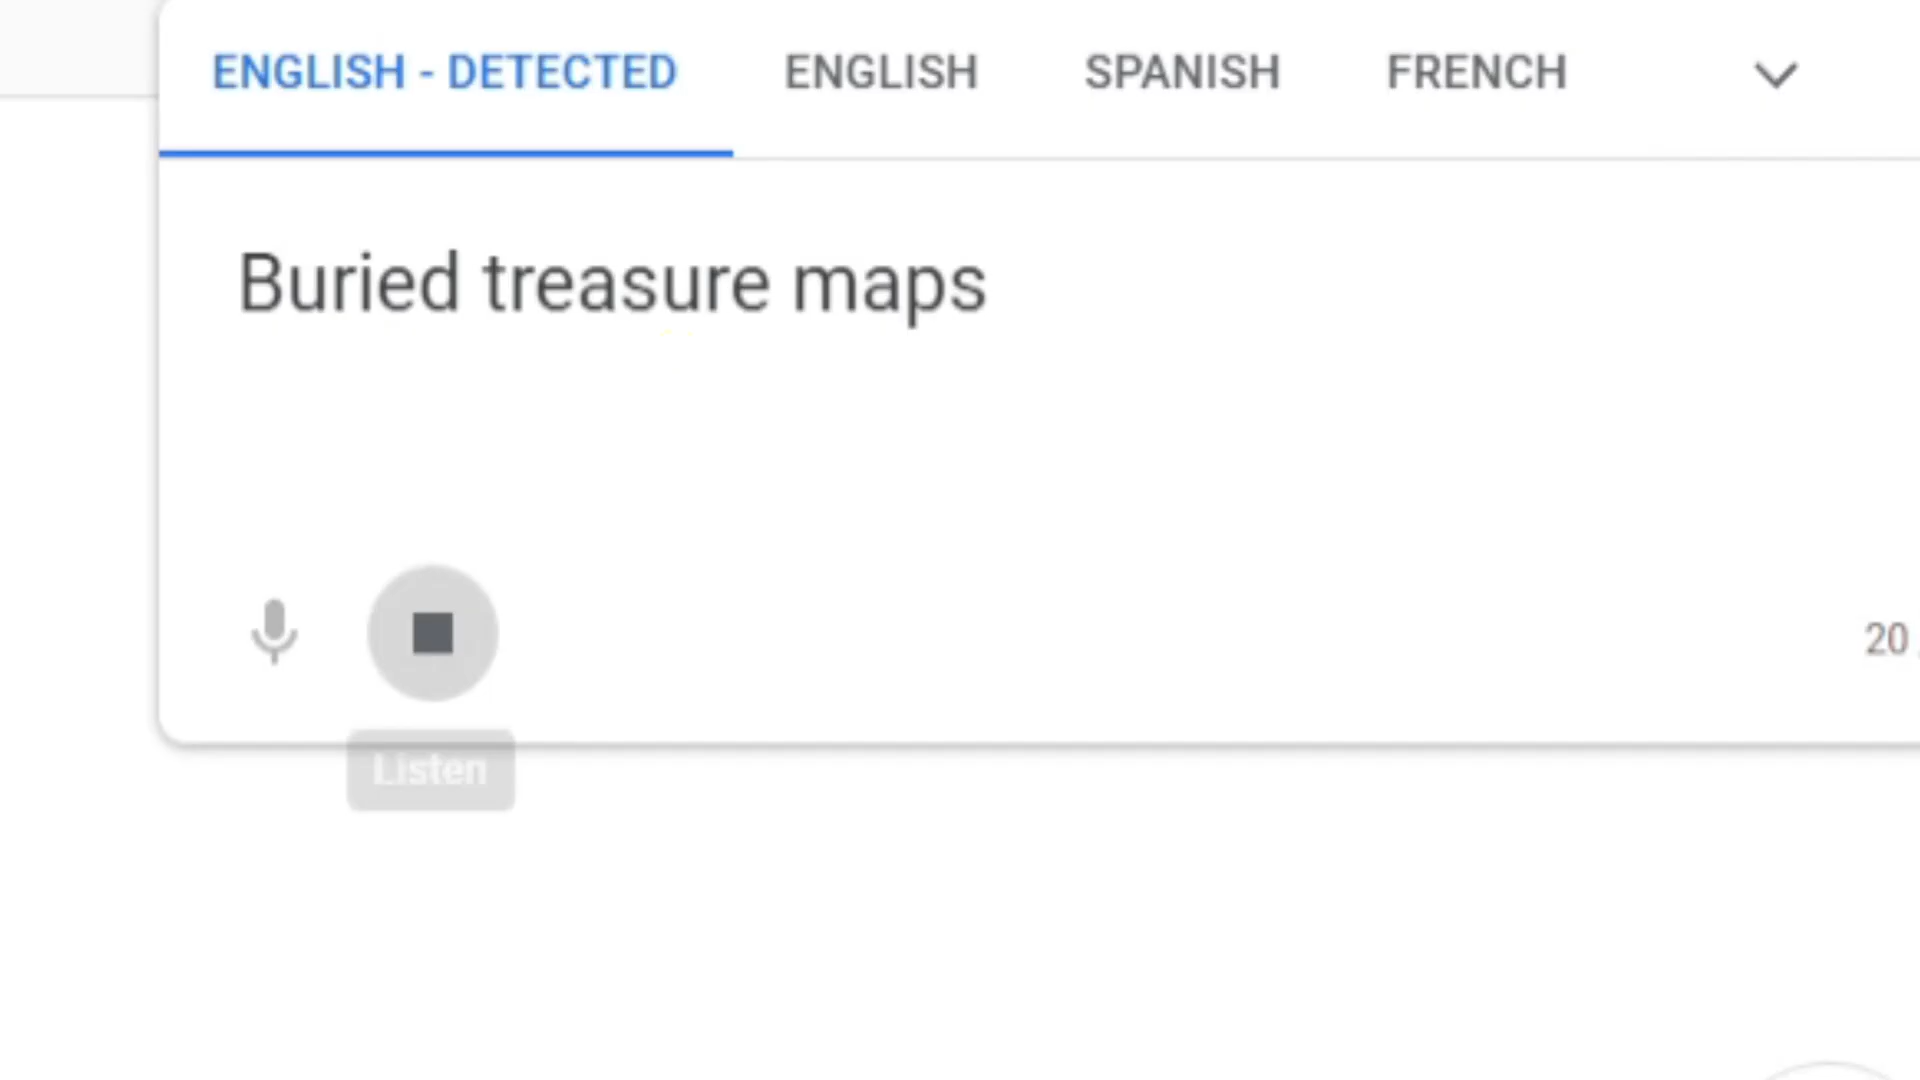 ENGLISH - DETECTED ENGLISH SPANISH FRENCH
Buried treasure maps
20
Listen